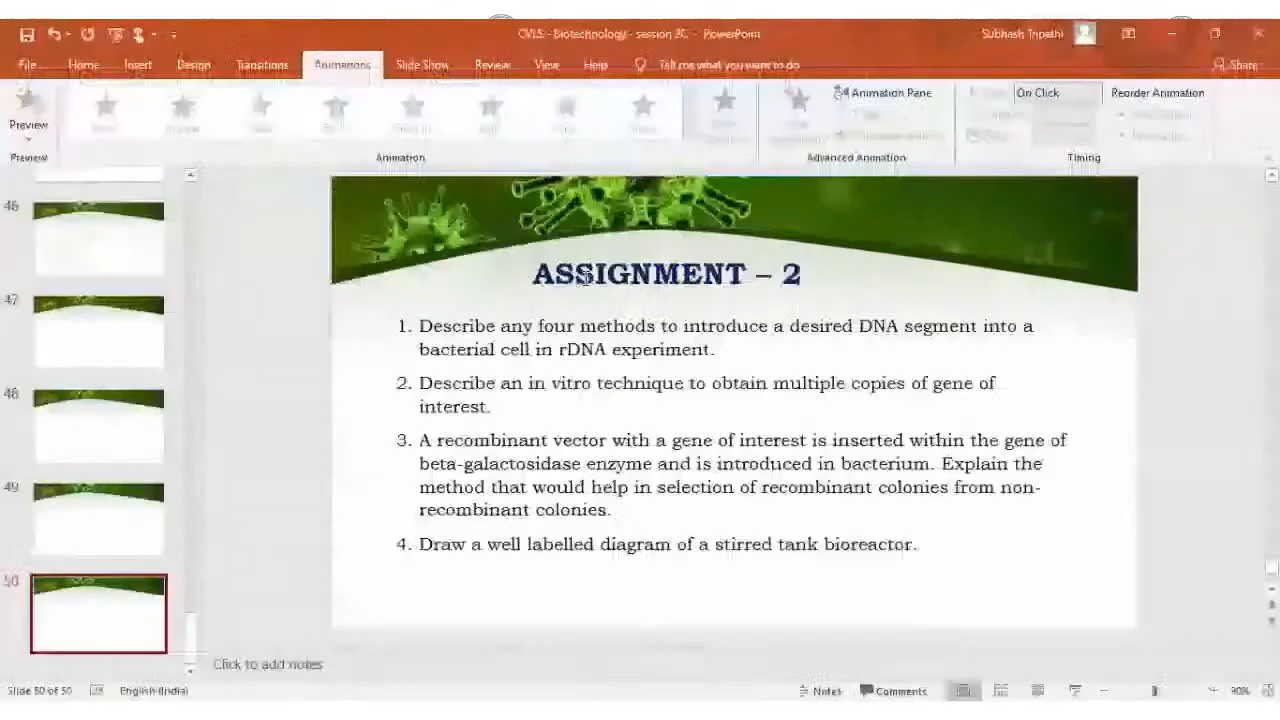 CVLS - Biotechnology - session 2C - PowerPoint
Subhash Tripathi
File Home Insert Design Transitions Animations Slide Show Review View Help Tell me what you want to do Share
Preview
Animation Pane
On Click
Reorder Animation
Preview
Animation
Advanced Animation
Timing
46
47
48
49
50
ASSIGNMENT – 2
1. Describe any four methods to introduce a desired DNA segment into a
bacterial cell in rDNA experiment.
2. Describe an in vitro technique to obtain multiple copies of gene of
interest.
3. A recombinant vector with a gene of interest is inserted within the gene of
beta-galactosidase enzyme and is introduced in bacterium. Explain the
method that would help in selection of recombinant colonies from non-
recombinant colonies.
4. Draw a well labelled diagram of a stirred tank bioreactor.
Click to add notes
Slide 50 of 50 English (India) Notes Comments 90%